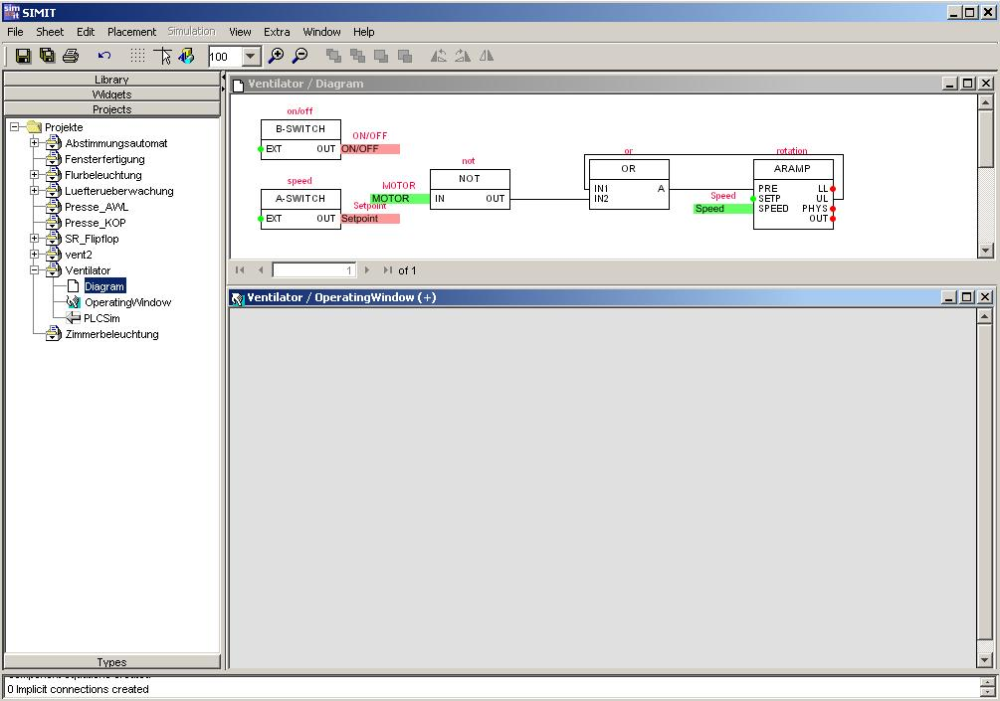 SIMIT
File Sheet Edit Placement Simulation View Extra Window Help
100
Library
Widgets
Projects
Projekte
Abstimmungsautomat
Fensterfertigung
Flurbeleuchtung
Luefterueberwachung
Presse_AWL
Presse_KOP
SR_Flipflop
vent2
Ventilator
Diagram
OperatingWindow
PLCSim
Zimmerbeleuchtung
Types
Ventilator / Diagram
on/off
B-SWITCH
EXT OUT
ON/OFF
ON/OFF
speed
A-SWITCH
EXT OUT
Setpoint
Setpoint
MOTOR
MOTOR
not
NOT
IN OUT
or
OR
IN1 A
IN2
Speed
Speed
rotation
ARAMP
PRE LL
SETP UL
SPEED PHYS
OUT
1 of 1
Ventilator / OperatingWindow (+)
component equations created.
0 Implicit connections created